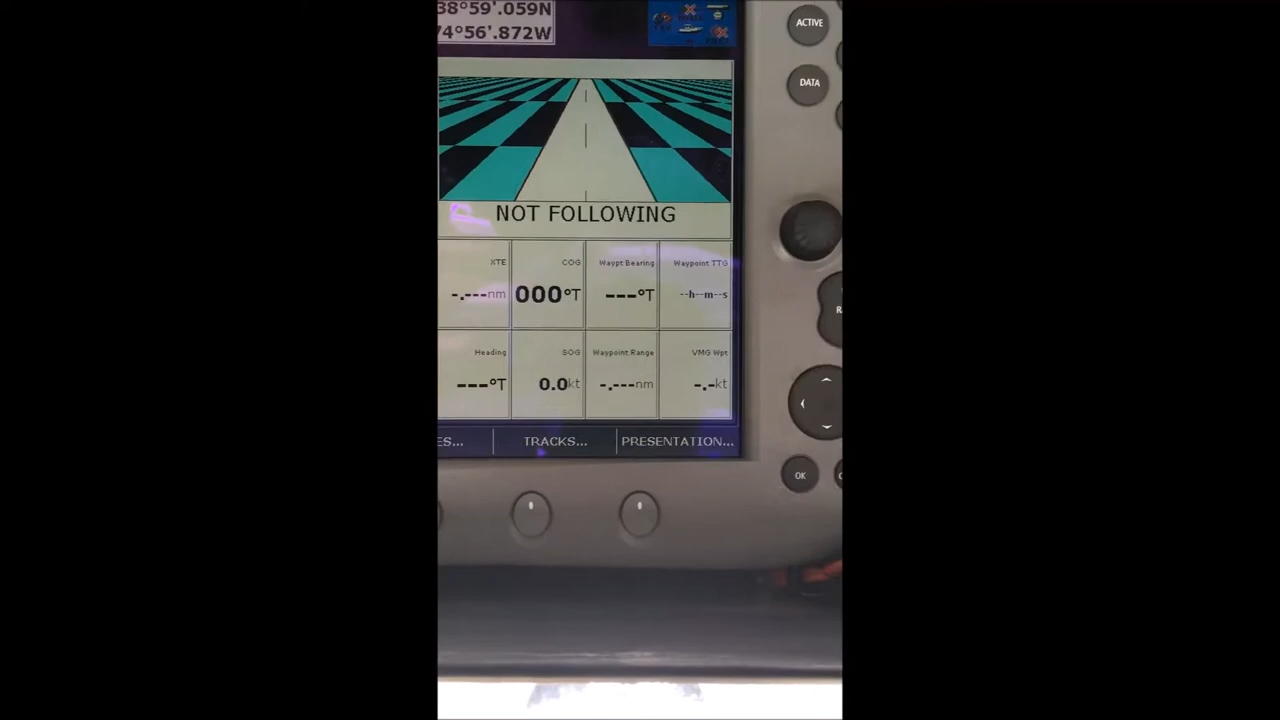 38°59'.059N
74°56'.872W
ACTIVE
DATA
NOT FOLLOWING
XTE COG Waypt Bearing Waypoint TTG
-.---nm 000°T ---°T --h--m--s
Heading SOG Waypoint Range VMG Wpt
---°T 0.0kt -.---nm -.-kt
ES... TRACKS... PRESENTATION...
OK